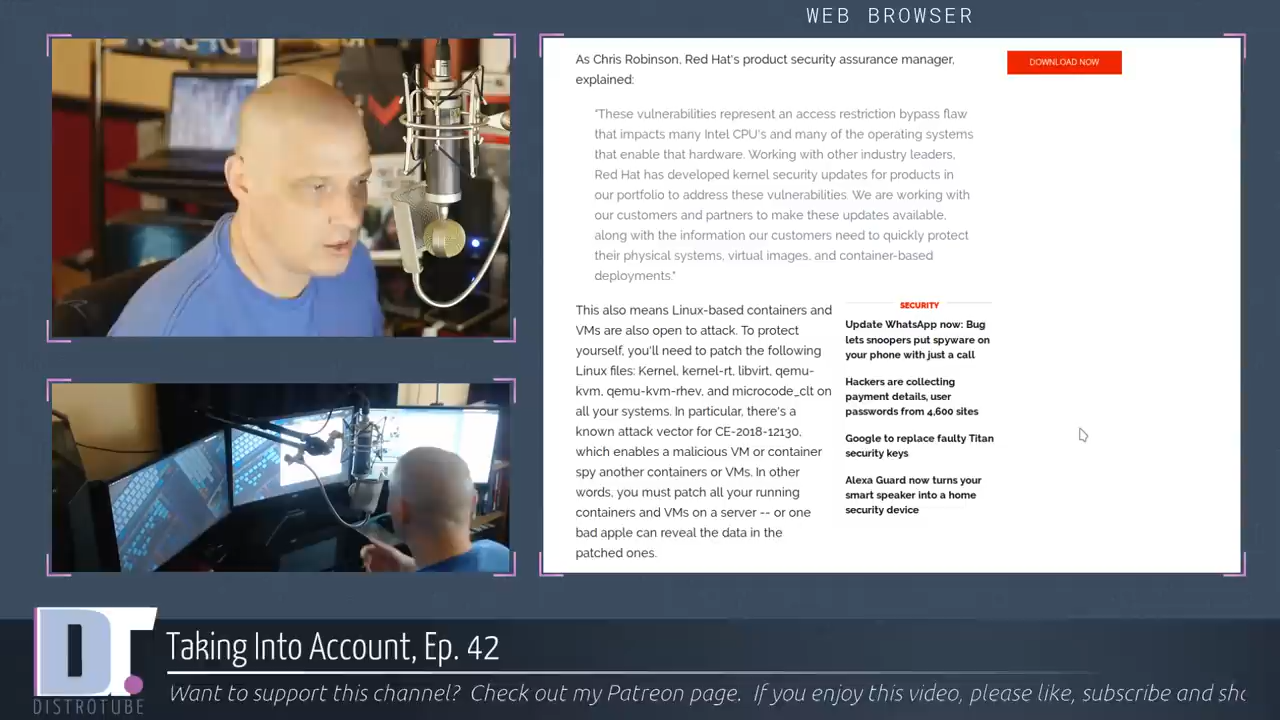 WEB BROWSER
As Chris Robinson, Red Hat's product security assurance manager,
explained:
DOWNLOAD NOW
"These vulnerabilities represent an access restriction bypass flaw
that impacts many Intel CPU's and many of the operating systems
that enable that hardware. Working with other industry leaders,
Red Hat has developed kernel security updates for products in
our portfolio to address these vulnerabilities. We are working with
our customers and partners to make these updates available,
along with the information our customers need to quickly protect
their physical systems, virtual images, and container-based
deployments."
This also means Linux-based containers and
VMs are also open to attack. To protect
yourself, you'll need to patch the following
Linux files: Kernel, kernel-rt, libvirt, qemu-
kvm, qemu-kvm-rhev, and microcode_clt on
all your systems. In particular, there's a
known attack vector for CE-2018-12130,
which enables a malicious VM or container
spy another containers or VMs. In other
words, you must patch all your running
containers and VMs on a server -- or one
bad apple can reveal the data in the
patched ones.
SECURITY
Update WhatsApp now: Bug
lets snoopers put spyware on
your phone with just a call
Hackers are collecting
payment details, user
passwords from 4,600 sites
Google to replace faulty Titan
security keys
Alexa Guard now turns your
smart speaker into a home
security device
DT
DISTROTUBE
Taking Into Account, Ep. 42
Want to support this channel? Check out my Patreon page. If you enjoy this video, please like, subscribe and sha